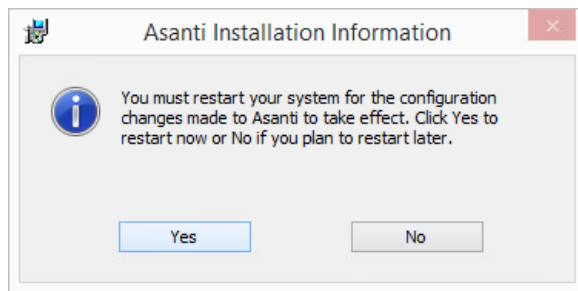 Asanti Installation Information
You must restart your system for the configuration
changes made to Asanti to take effect. Click Yes to
restart now or No if you plan to restart later.
Yes
No